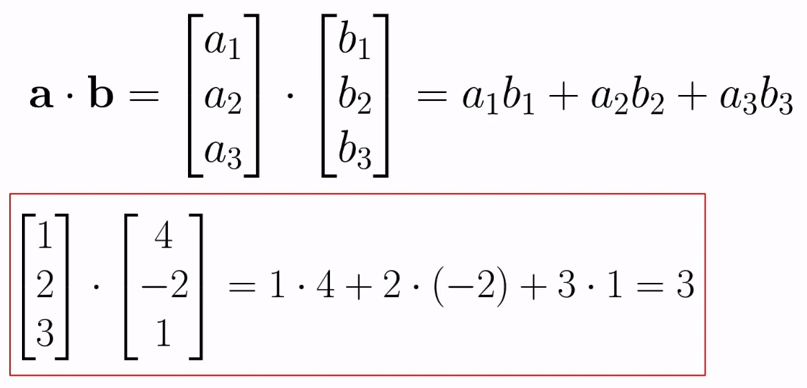 𝐚 · 𝐛 = [a₁ a₂ a₃] · [b₁ b₂ b₃] = a₁b₁ + a₂b₂ + a₃b₃
[1 2 3] · [4 −2 1] = 1 · 4 + 2 · (−2) + 3 · 1 = 3